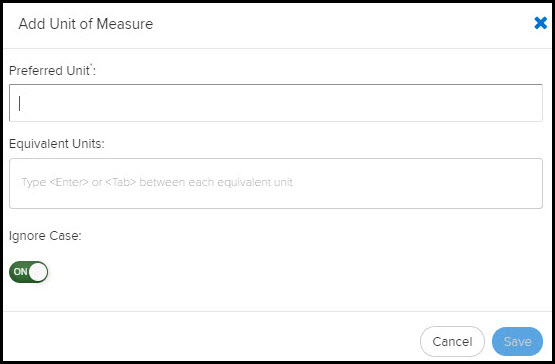 Add Unit of Measure
Preferred Unit*:
Equivalent Units:
Type <Enter> or <Tab> between each equivalent unit
Ignore Case:
ON
Cancel Save